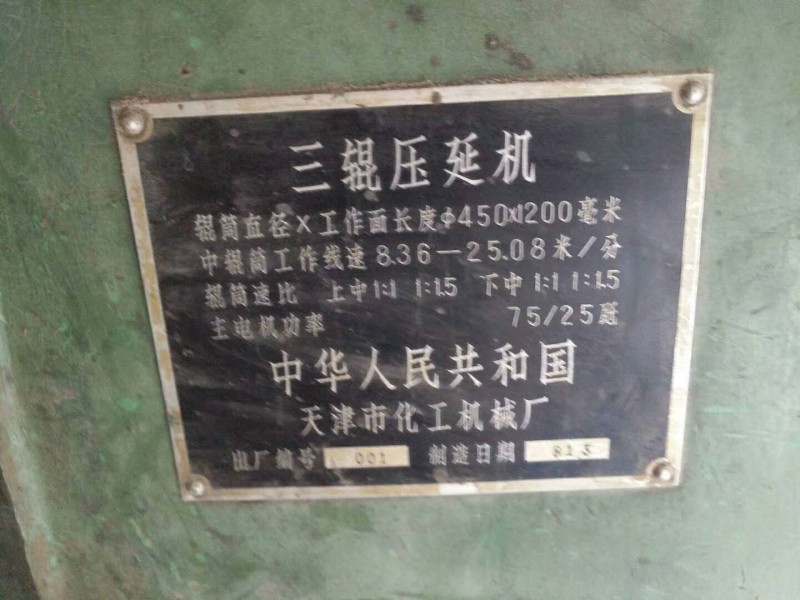 三辊压延机
辊筒直径×工作面长度φ450×1200毫米
中辊筒工作线速 8.36—25.08米/分
辊筒速比 上中1:1 1:1.5 下中1:1 1:1.5
主电机功率 75/25瓩
中华人民共和国
天津市化工机械厂
出厂编号 001 制造日期 81.5